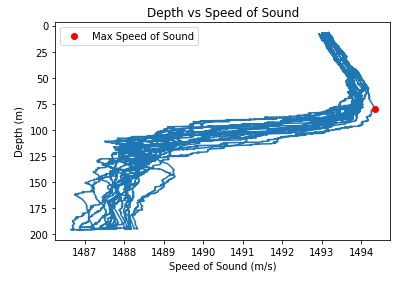 Depth vs Speed of Sound
Max Speed of Sound
0
25
50
75
100
125
150
175
200
Depth (m)
1487 1488 1489 1490 1491 1492 1493 1494
Speed of Sound (m/s)